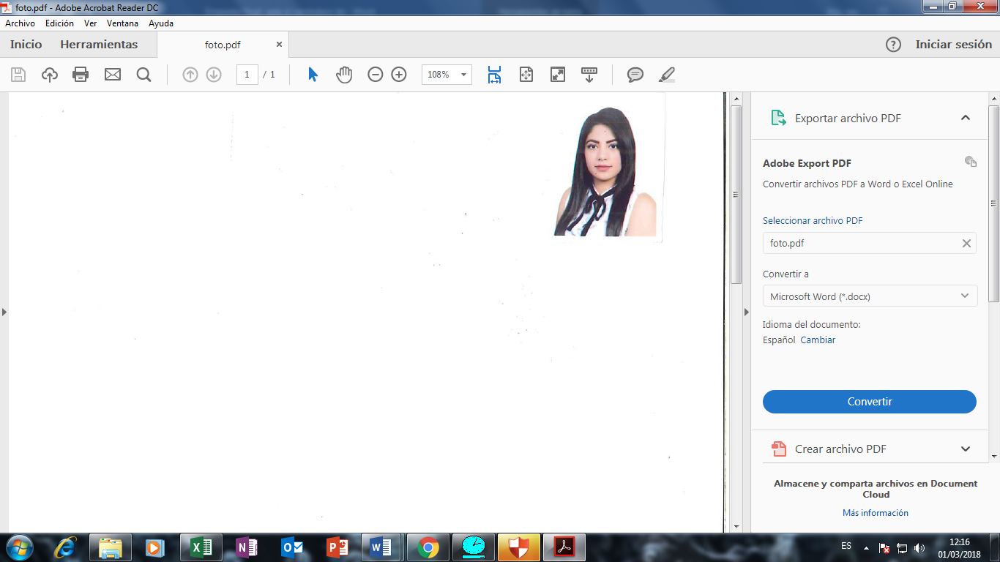 foto.pdf - Adobe Acrobat Reader DC
Archivo Edición Ver Ventana Ayuda
Inicio Herramientas foto.pdf × ? Iniciar sesión
1 / 1 108%
Exportar archivo PDF
Adobe Export PDF
Convertir archivos PDF a Word o Excel Online
Seleccionar archivo PDF
foto.pdf
Convertir a
Microsoft Word (*.docx)
Idioma del documento:
Español Cambiar
Convertir
Crear archivo PDF
Almacene y comparta archivos en Document
Cloud
Más información
ES 12:16
01/03/2018